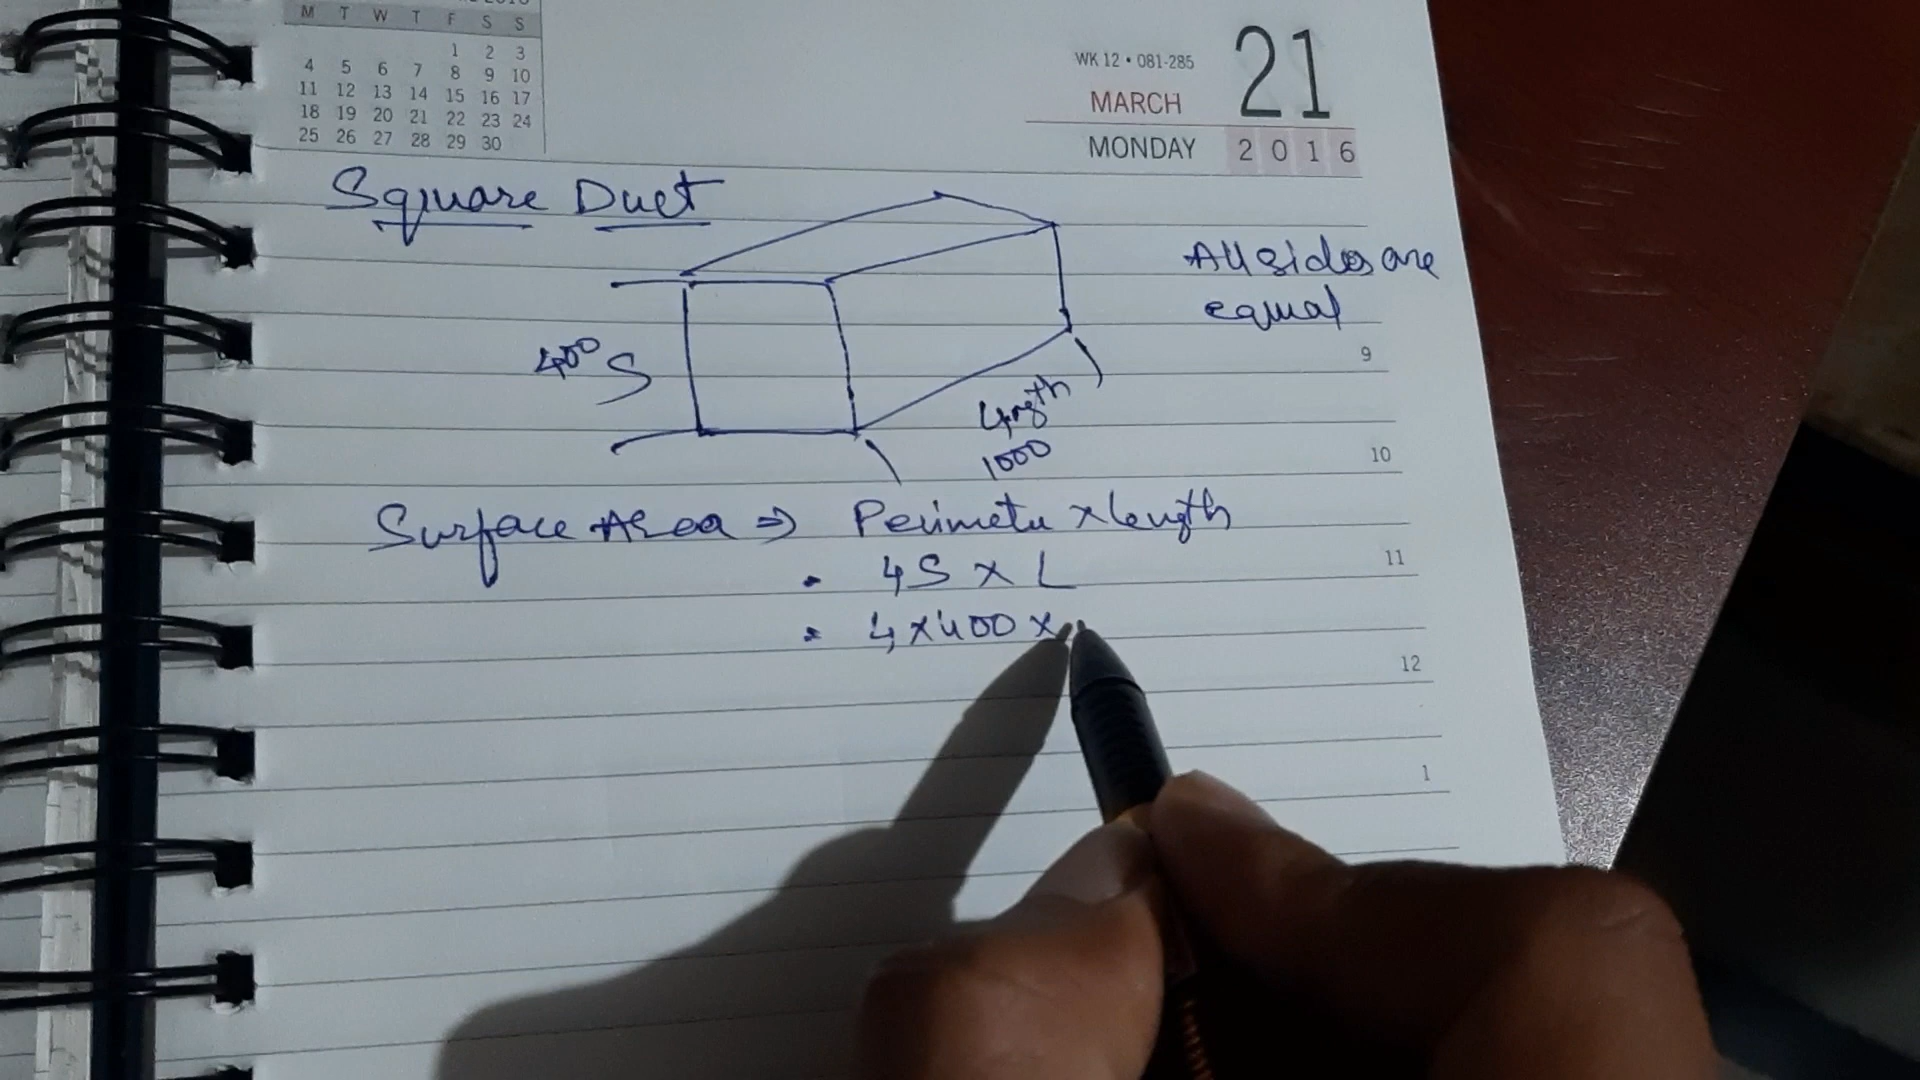 M T W T F S S
1 2 3
4 5 6 7 8 9 10
11 12 13 14 15 16 17
18 19 20 21 22 23 24
25 26 27 28 29 30
WK 12 • 081-285
21
MARCH
MONDAY 2016
Square Duct
All sides are
equal
400 S
Length
1000
Surface Area ⇒ Perimeter x length
= 4S x L
= 4x400x
9
10
11
12
1